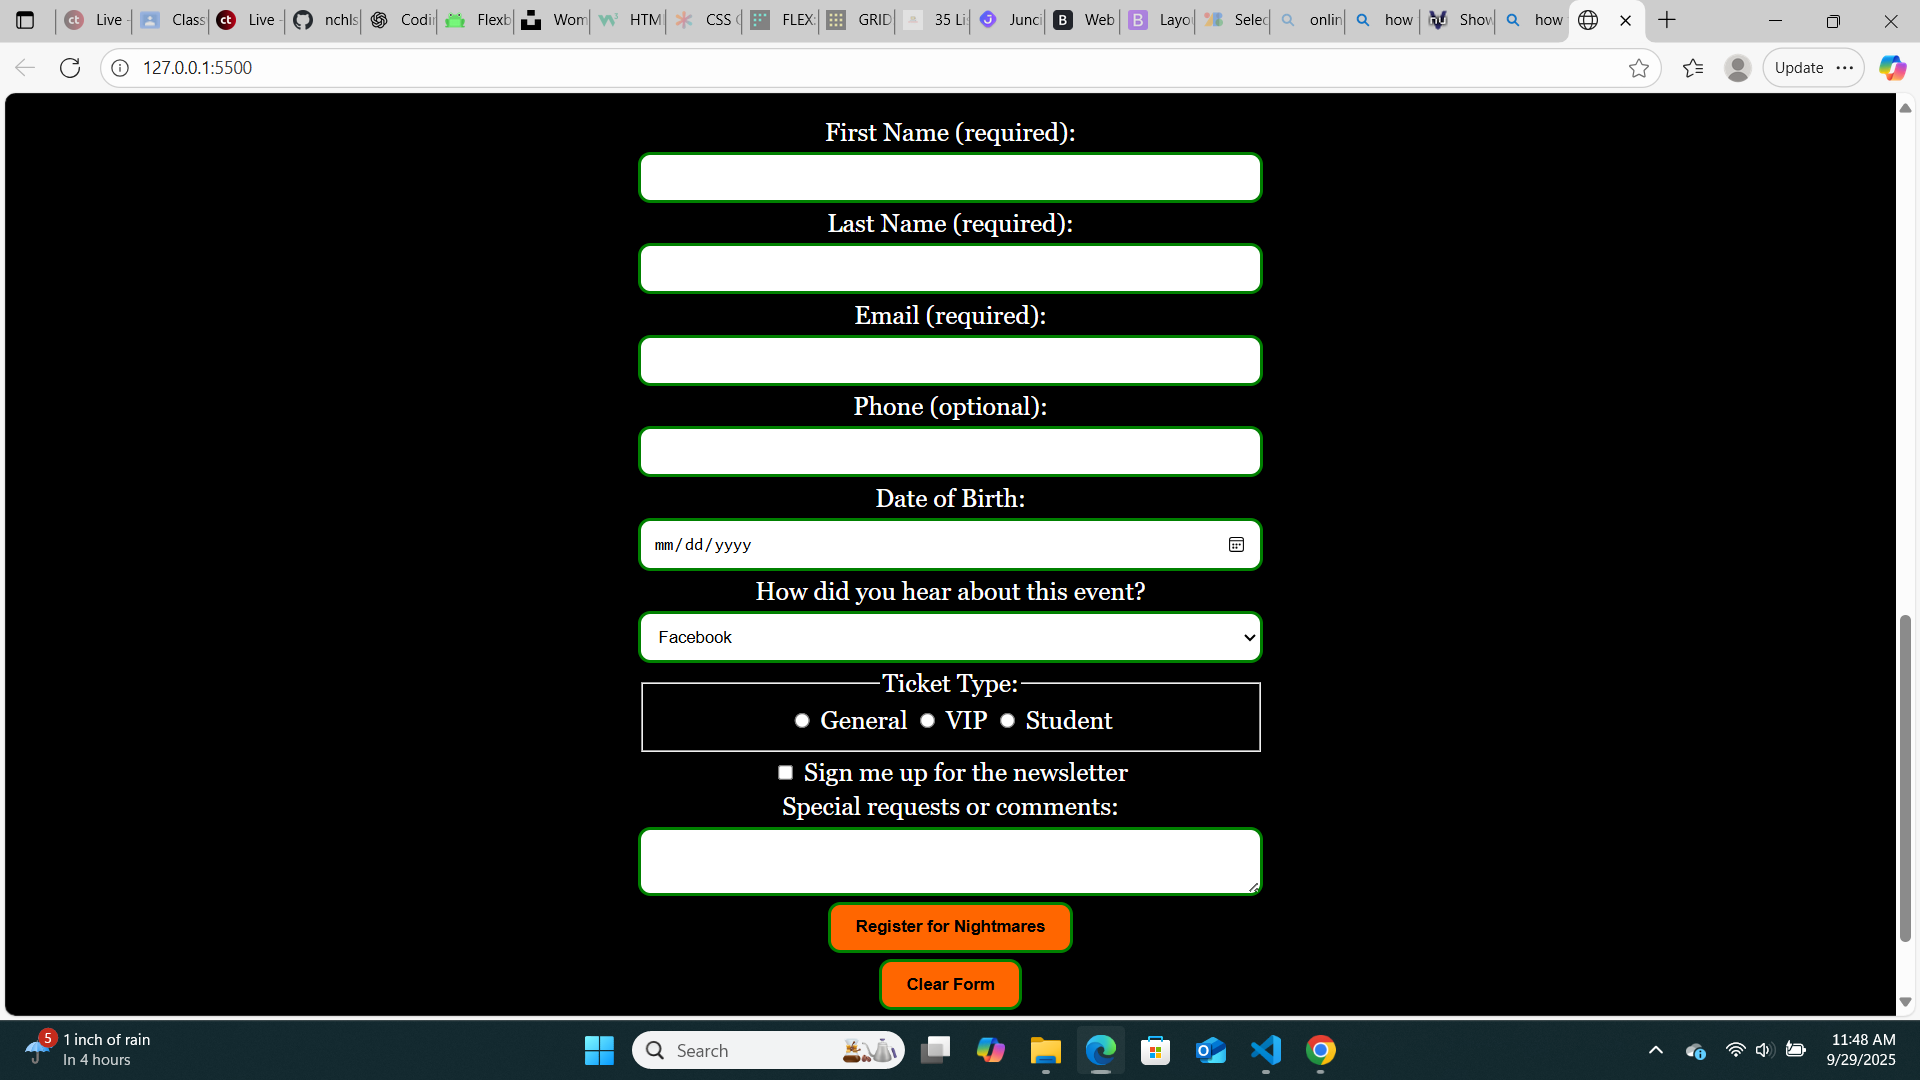 Live
Class
Live
nchls
Codin
Flexb
Wom
HTM
CSS
FLEX:
GRID
35 Li
Junci
Web
Layo
Selec
onlin
how
Show
how
127.0.0.1:5500
Update
First Name (required):
Last Name (required):
Email (required):
Phone (optional):
Date of Birth:
mm/dd/yyyy
How did you hear about this event?
Facebook
Ticket Type:
General VIP Student
Sign me up for the newsletter
Special requests or comments:
Register for Nightmares
Clear Form
5
1 inch of rain
In 4 hours
Search
11:48 AM
9/29/2025